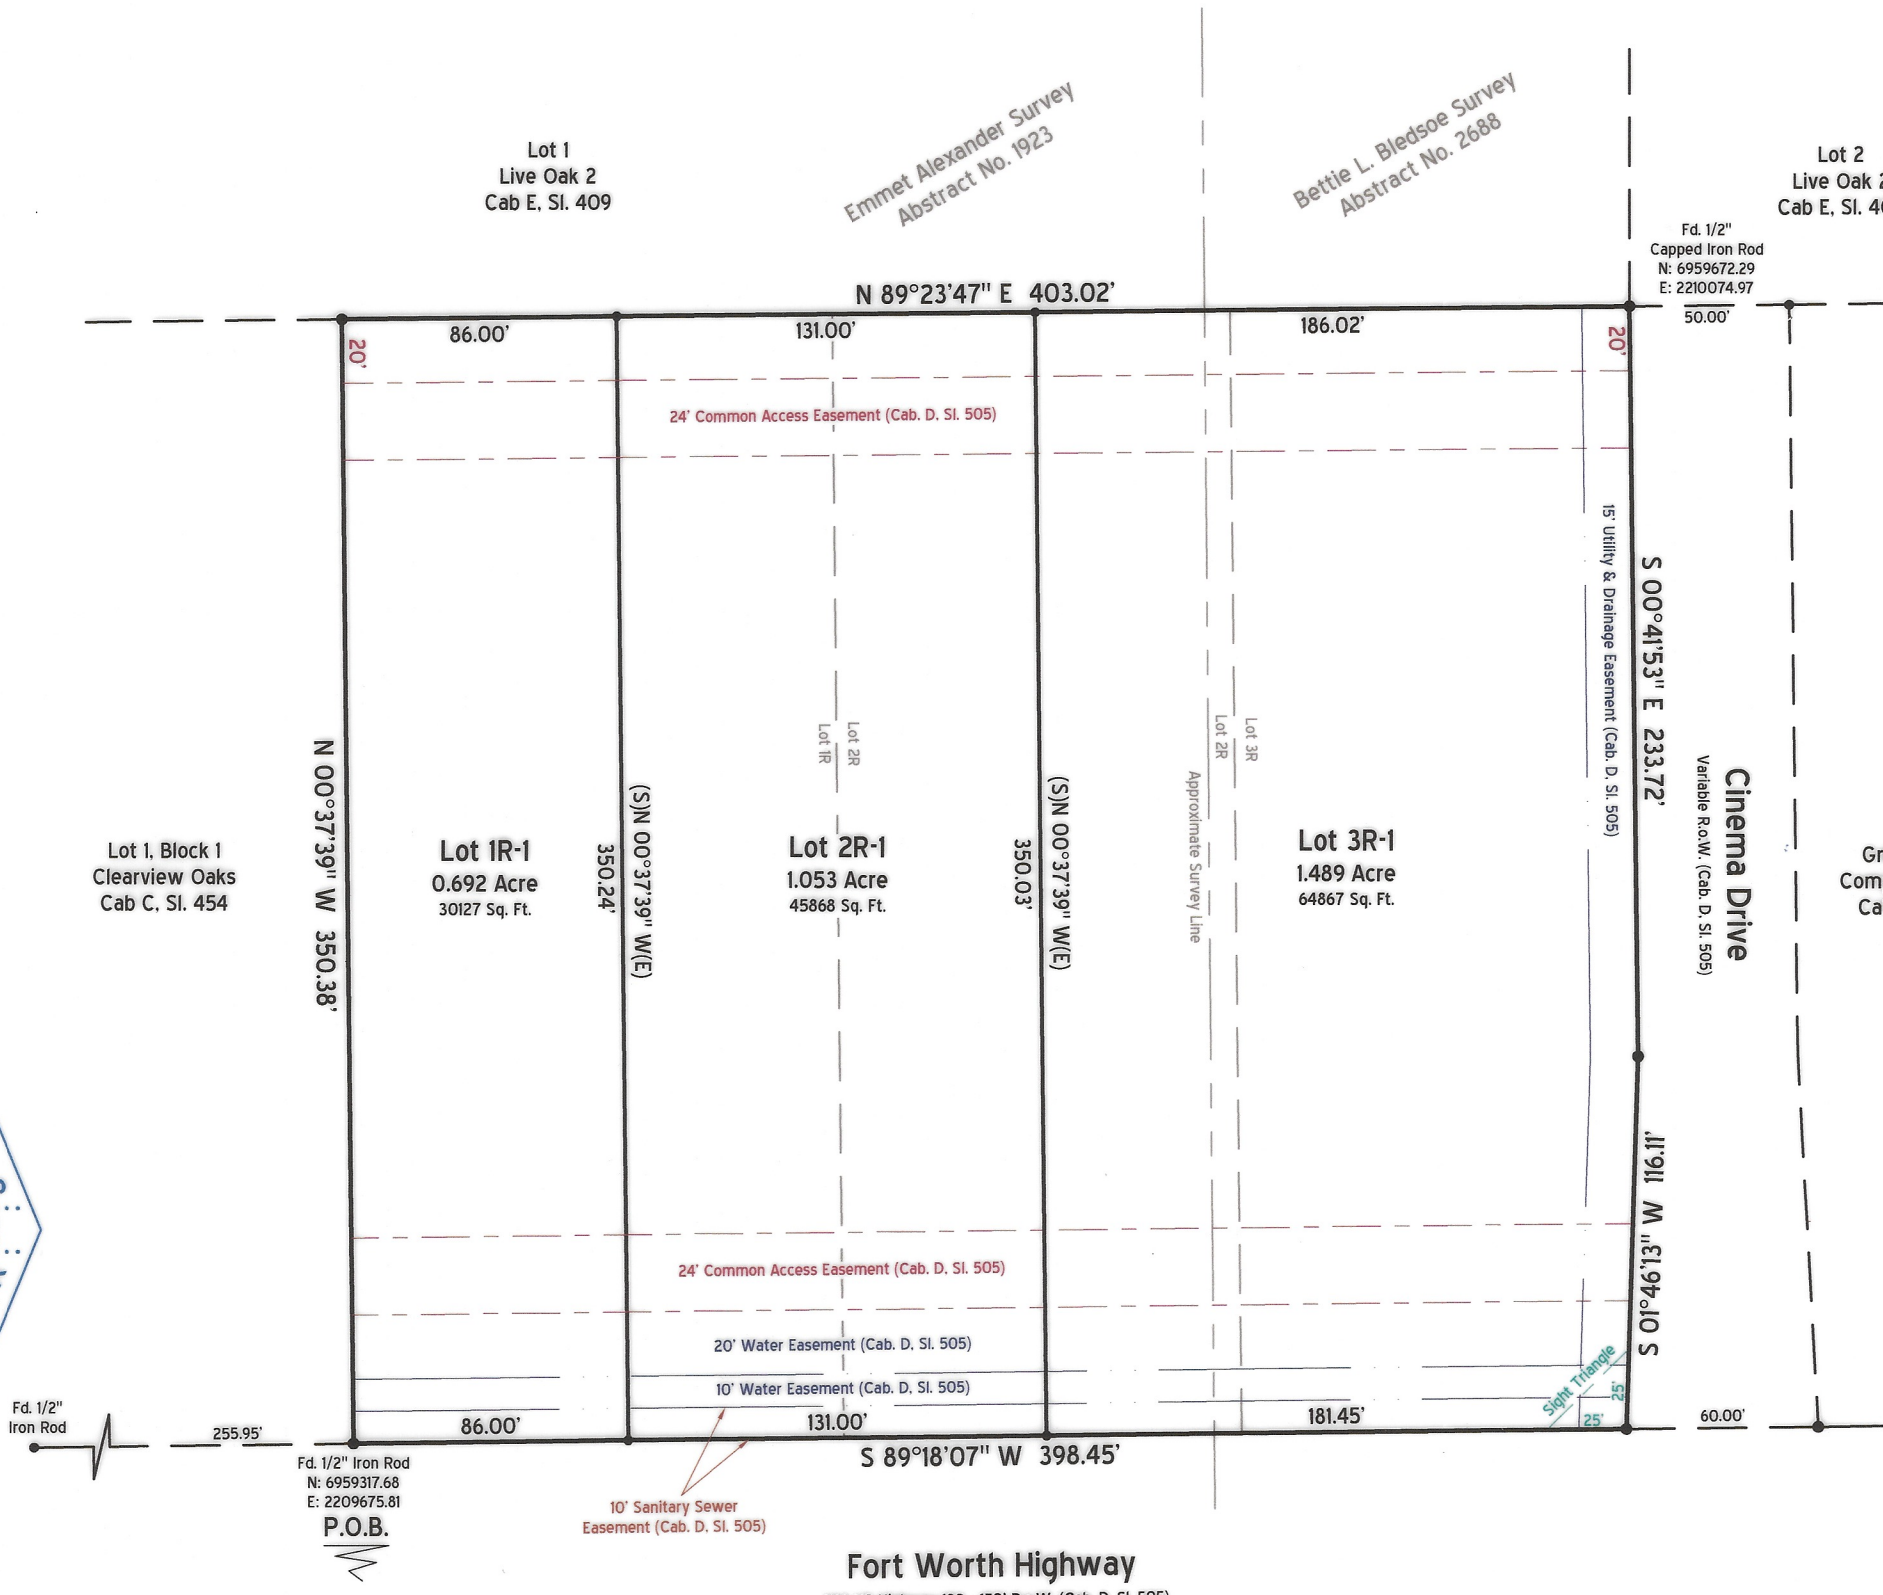 Emmet Alexander Survey
Abstract No. 1923
Bettie L. Bledsoe Survey
Abstract No. 2688
Lot 1
Live Oak 2
Cab E, Sl. 409
Lot 2
Live Oak 2
Cab E, Sl.
Fd. 1/2"
Capped Iron Rod
N: 6959672.29
E: 2210074.97
N 89°23'47" E 403.02'
50.00'
86.00'
131.00'
186.02'
20'
20'
24' Common Access Easement (Cab. D, Sl. 505)
15' Utility & Drainage Easement (Cab. D, Sl. 505)
S 00°41'53" E 233.72'
Lot 1R
Lot 2R
Lot 2R
Lot 3R
Approximate Survey Line
N 00°37'39" W 350.38'
(S)N 00°37'39" W(E)
350.24'
(S)N 00°37'39" W(E)
350.03'
Cinema Drive
Variable R.o.W. (Cab. D, Sl. 505)
Lot 1, Block 1
Clearview Oaks
Cab C, Sl. 454
Lot 1R-1
0.692 Acre
30127 Sq. Ft.
Lot 2R-1
1.053 Acre
45868 Sq. Ft.
Lot 3R-1
1.489 Acre
64867 Sq. Ft.
S 01°46'13" W 116.11'
24' Common Access Easement (Cab. D, Sl. 505)
20' Water Easement (Cab. D, Sl. 505)
10' Water Easement (Cab. D, Sl. 505)
Sight Triangle
25'
25'
Fd. 1/2"
Iron Rod
255.95'
86.00'
131.00'
181.45'
60.00'
S 89°18'07" W 398.45'
Fd. 1/2" Iron Rod
N: 6959317.68
E: 2209675.81
P.O.B.
10' Sanitary Sewer
Easement (Cab. D, Sl. 505)
Fort Worth Highway